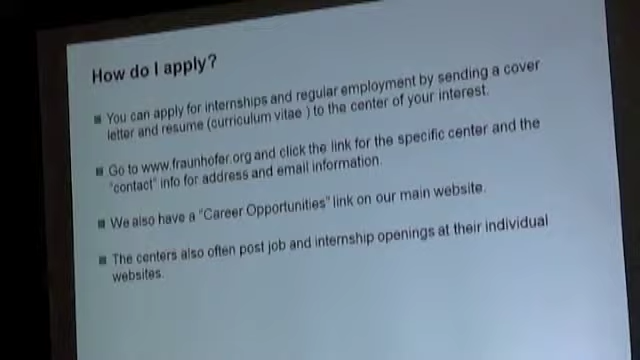 How do I apply?
You can apply for internships and regular employment by sending a cover
letter and resume (curriculum vitae ) to the center of your interest.
Go to www.fraunhofer.org and click the link for the specific center and the
"contact" info for address and email information.
We also have a "Career Opportunities" link on our main website.
The centers also often post job and internship openings at their individual
websites.